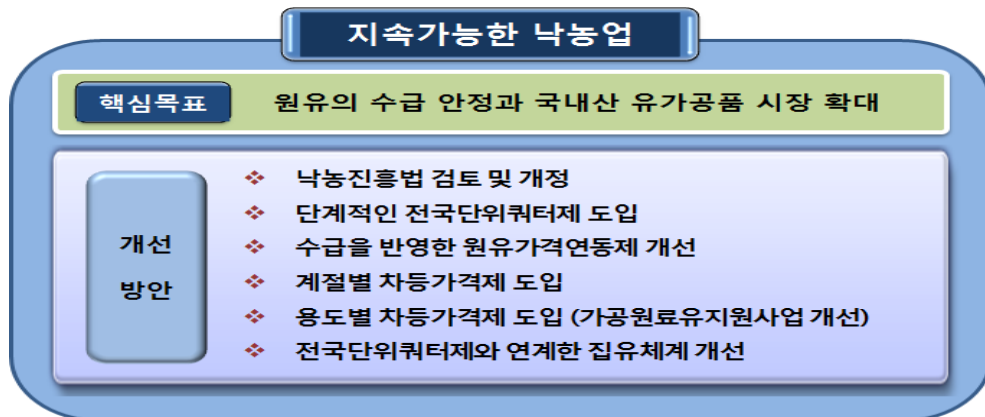 지속가능한 낙농업
핵심목표 원유의 수급 안정과 국내산 유가공품 시장 확대
개선
방안
❖ 낙농진흥법 검토 및 개정
❖ 단계적인 전국단위쿼터제 도입
❖ 수급을 반영한 원유가격연동제 개선
❖ 계절별 차등가격제 도입
❖ 용도별 차등가격제 도입 (가공원료유지원사업 개선)
❖ 전국단위쿼터제와 연계한 집유체계 개선